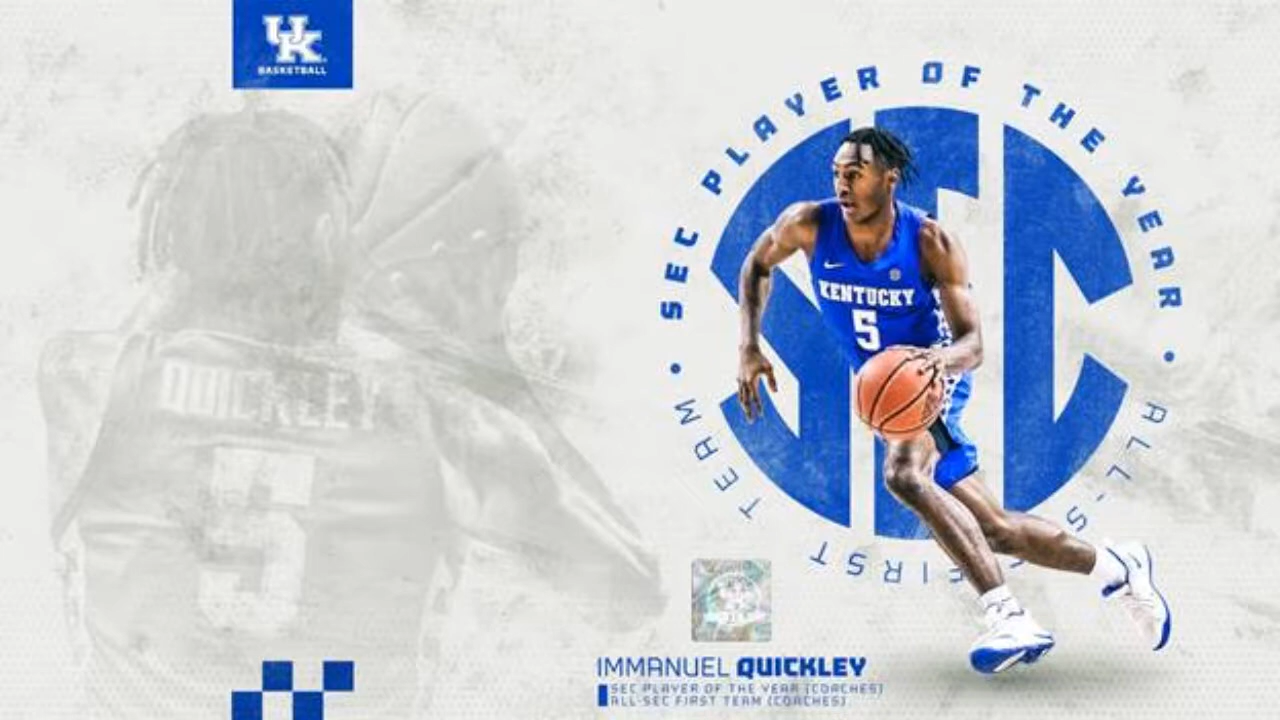 UK
BASKETBALL
SEC PLAYER OF THE YEAR
SEC
KENTUCKY
5
QUICKLEY
5
ALL-S
FIRST TEAM
IMMANUEL QUICKLEY
SEC PLAYER OF THE YEAR (COACHES)
ALL-SEC FIRST TEAM (COACHES)